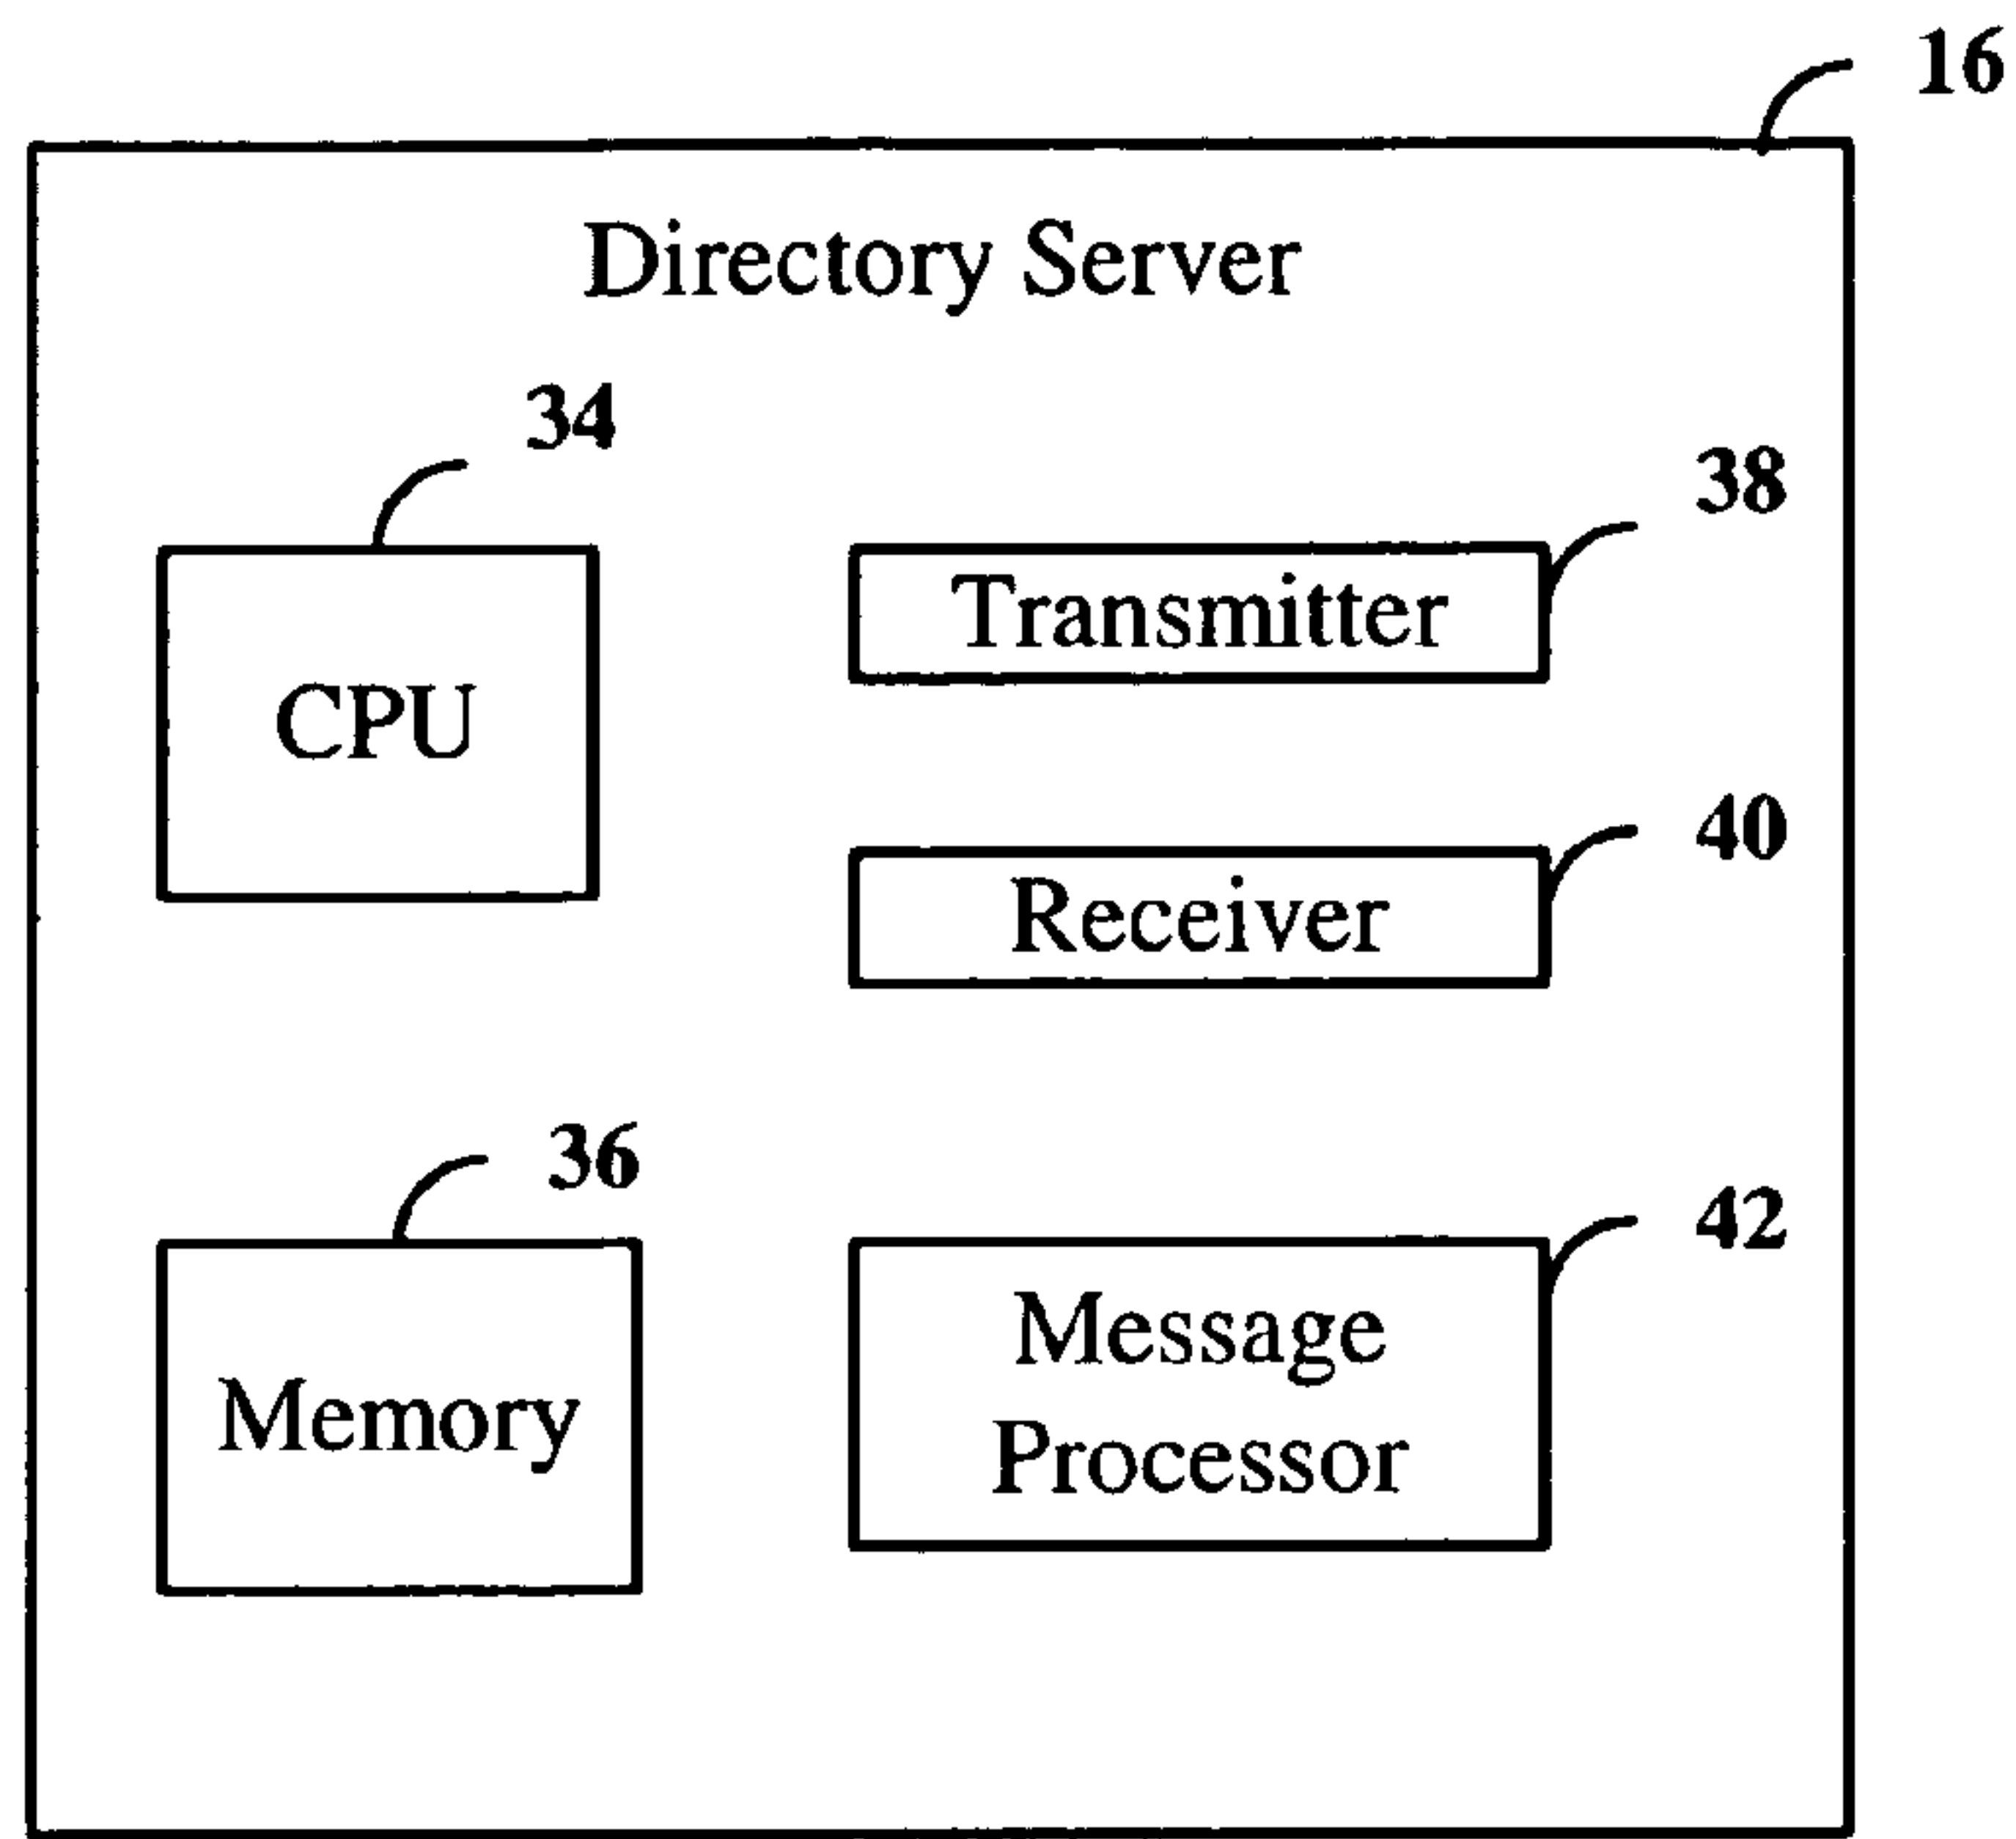 16
Directory Server
34
38
CPU
Transmitter
40
Receiver
36
42
Memory
Message
Processor